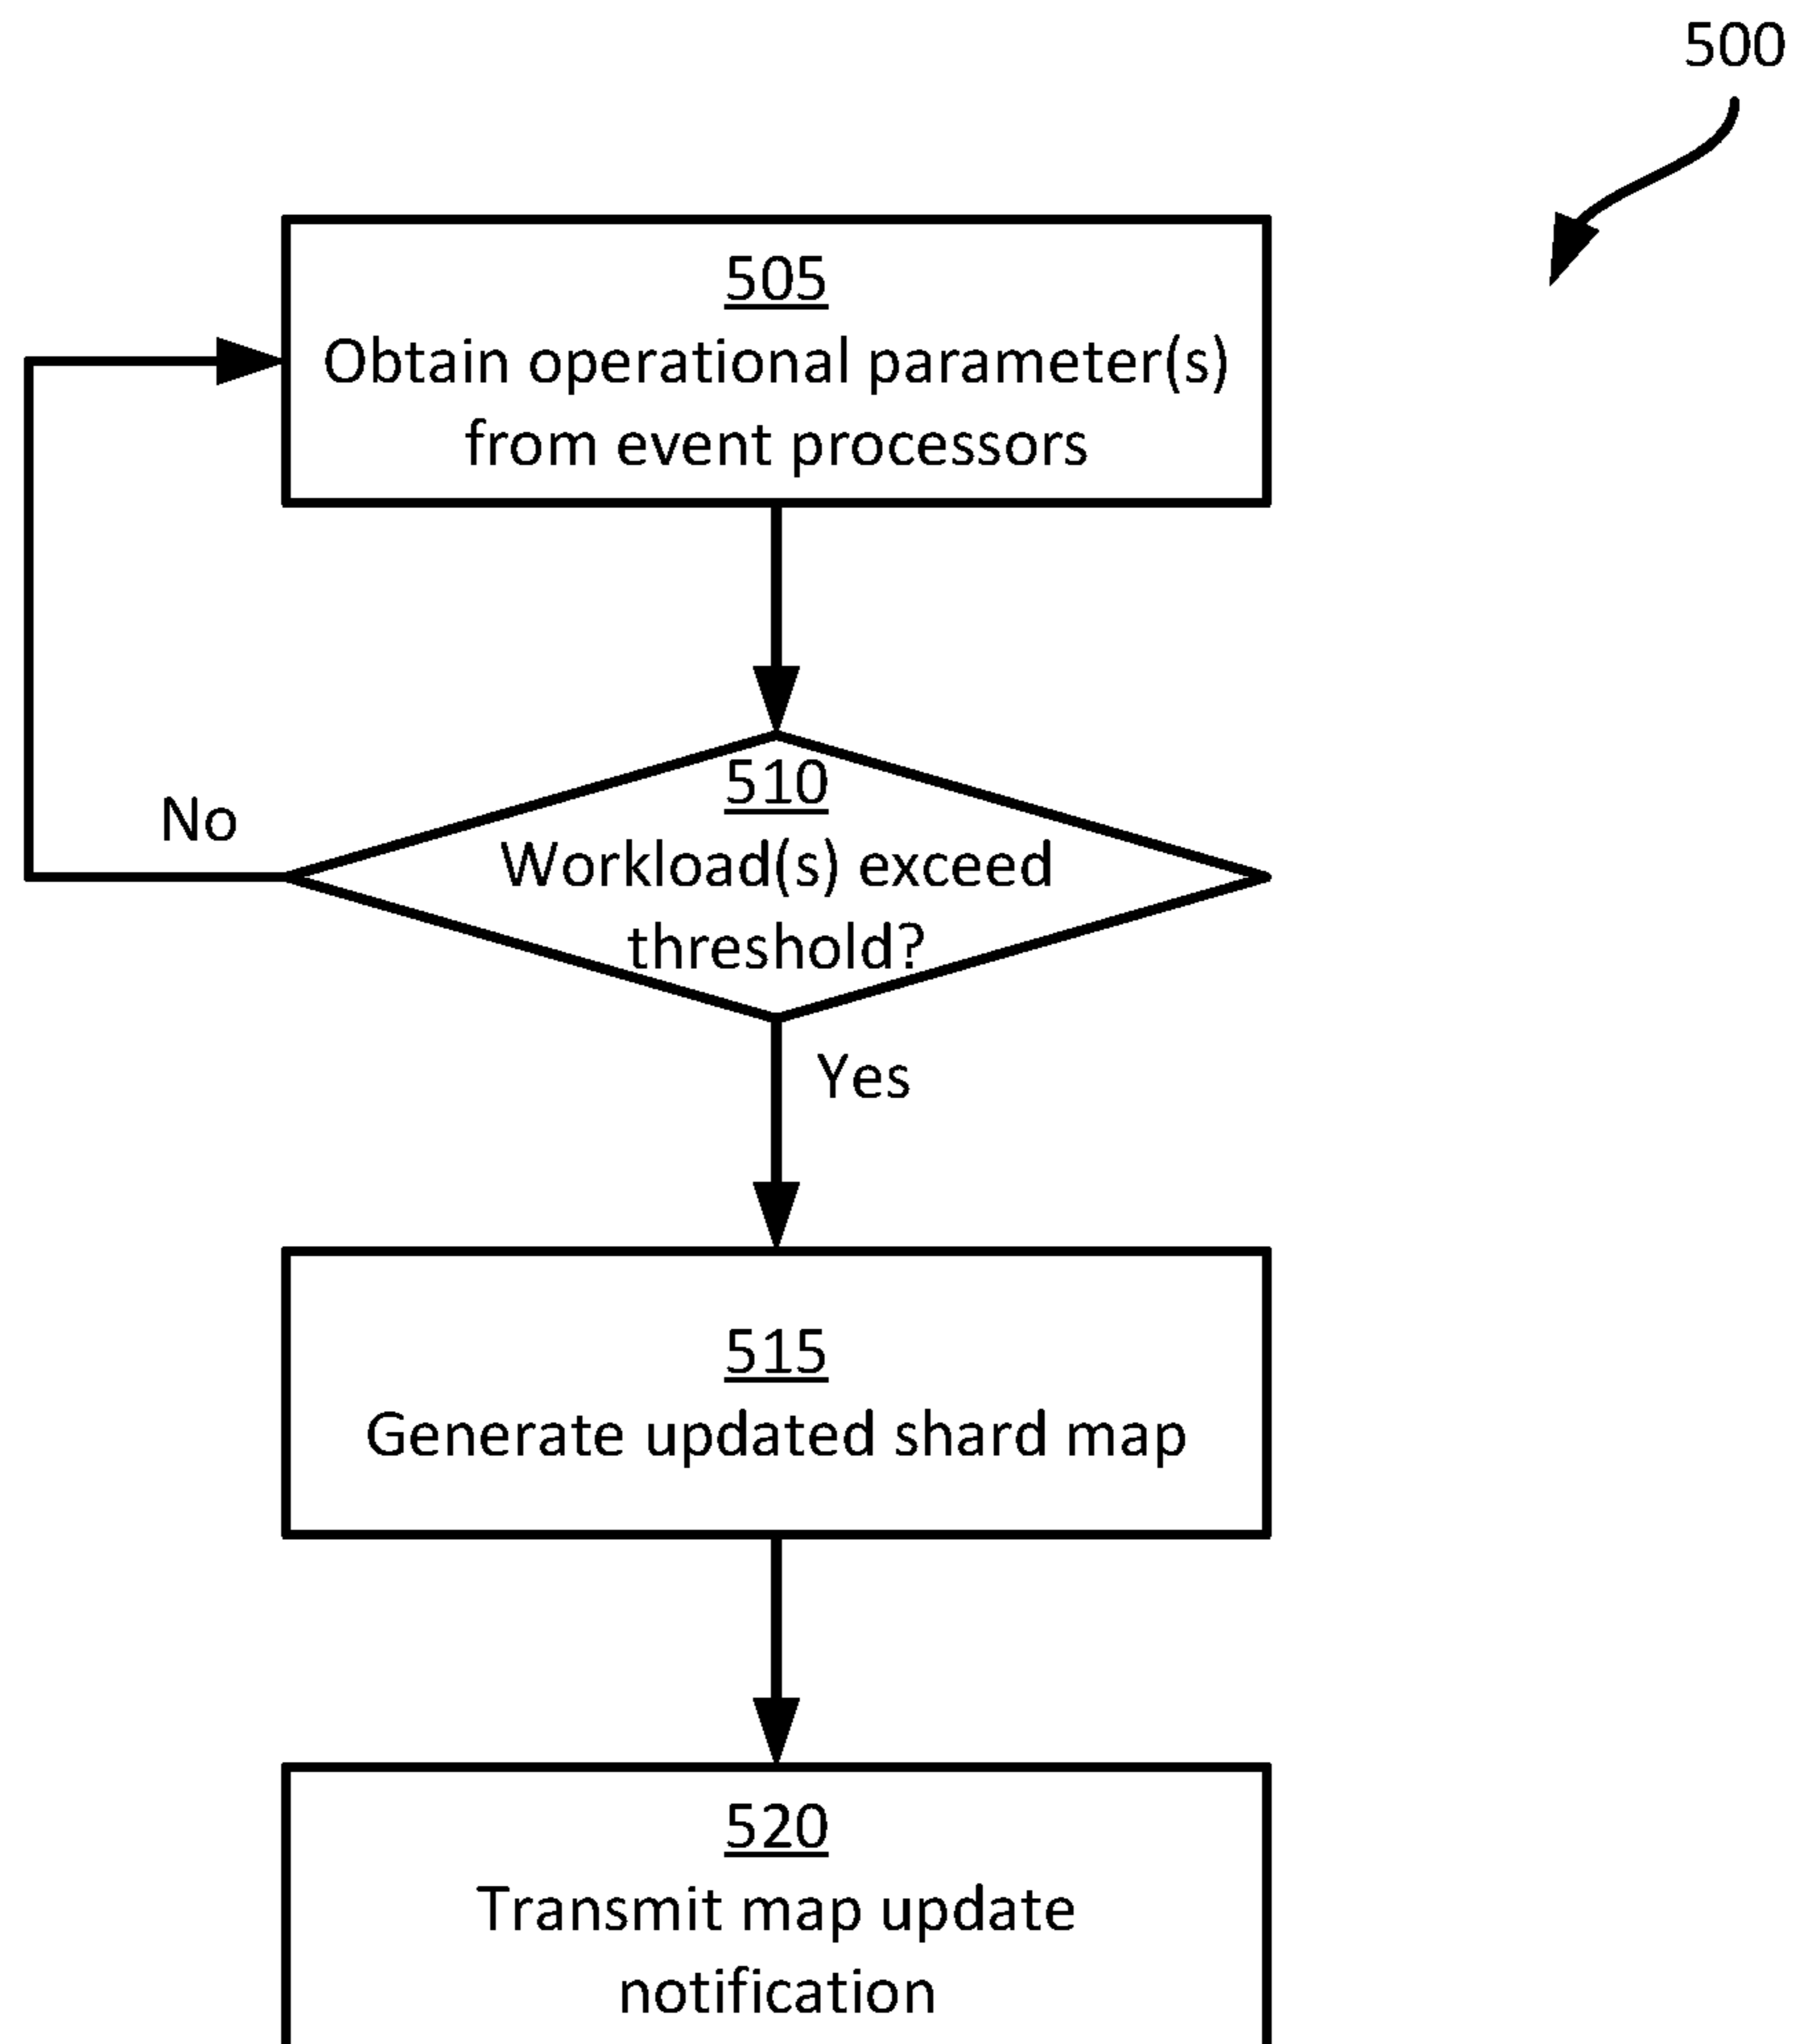 500
505
Obtain operational parameter(s)
from event processors
510
Workload(s) exceed
threshold?
No
Yes
515
Generate updated shard map
520
Transmit map update
notification